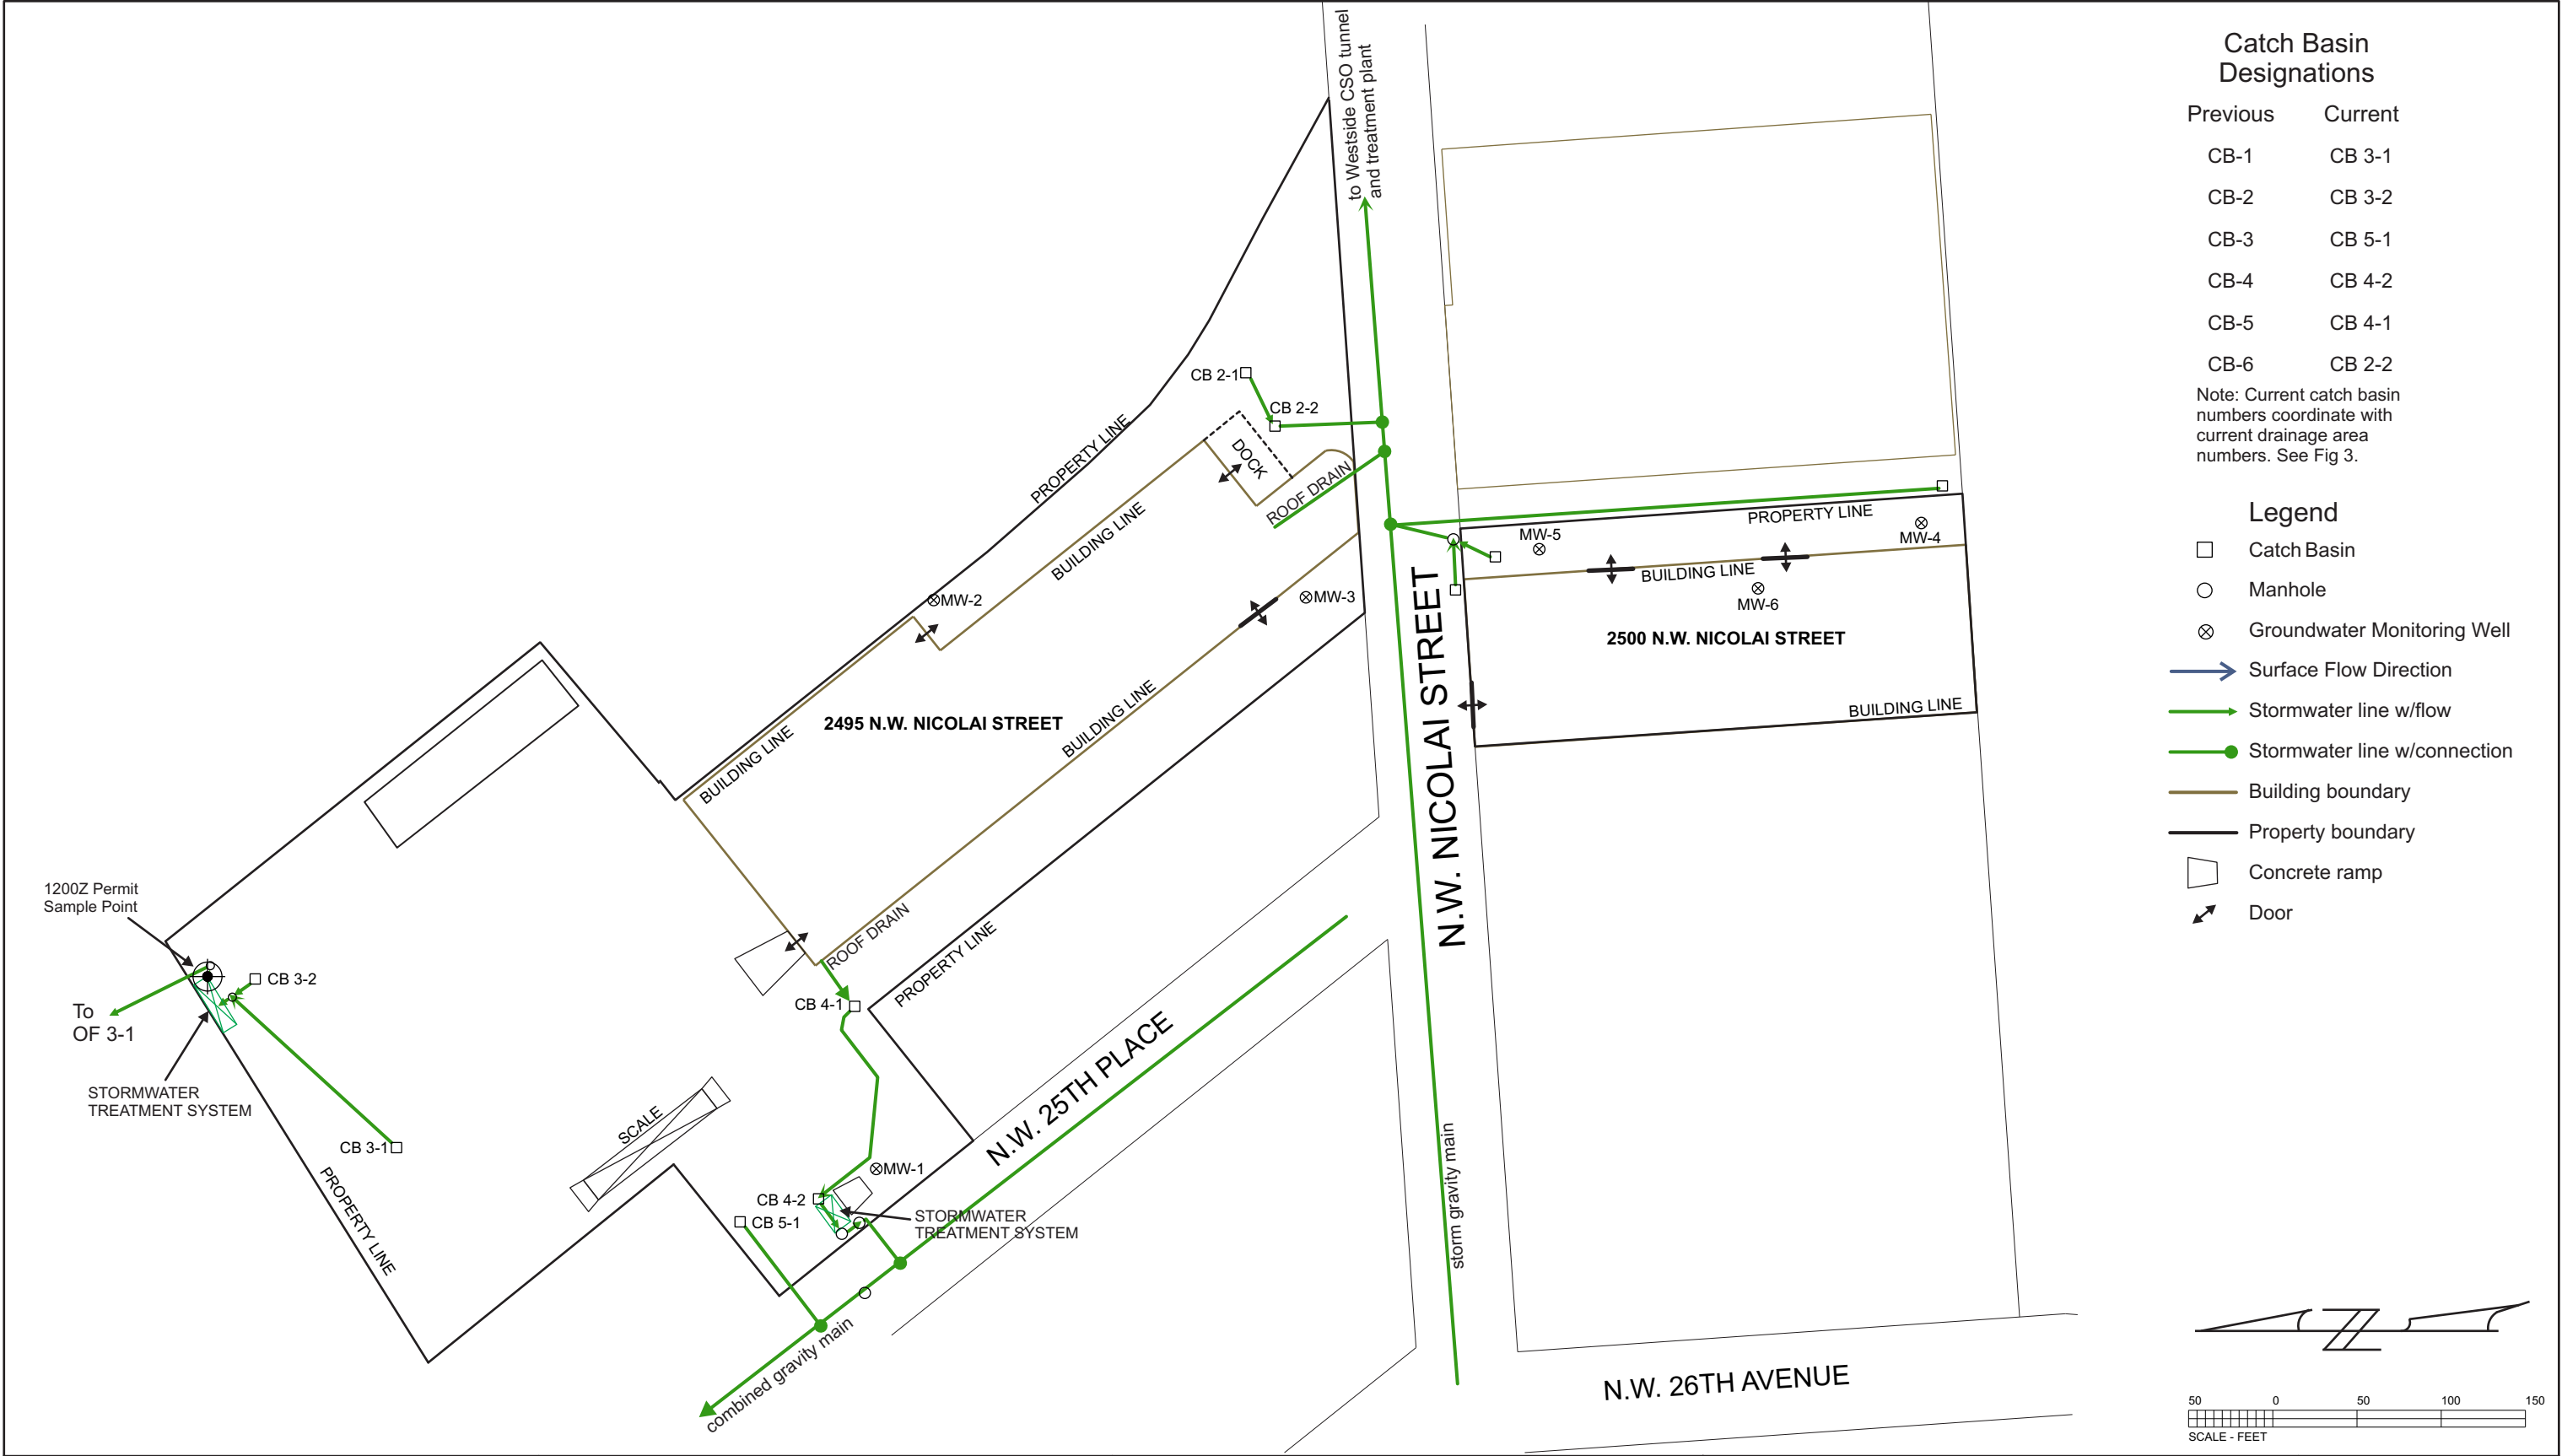 to Westside CSO tunnel
and treatment plant
CB 2-1
CB 2-2
DOCK
ROOF DRAIN
PROPERTY LINE
BUILDING LINE
MW-2
MW-3
2495 N.W. NICOLAI STREET
BUILDING LINE
BUILDING LINE
ROOF DRAIN
PROPERTY LINE
CB 4-1
1200Z Permit
Sample Point
CB 3-2
To
OF 3-1
STORMWATER
TREATMENT SYSTEM
CB 3-1
PROPERTY LINE
SCALE
MW-1
CB 4-2
CB 5-1
STORMWATER
TREATMENT SYSTEM
combined gravity main
N.W. 25TH PLACE
N.W. NICOLAI STREET
storm gravity main
PROPERTY LINE
MW-5
MW-4
BUILDING LINE
MW-6
2500 N.W. NICOLAI STREET
BUILDING LINE
N.W. 26TH AVENUE
Catch Basin
Designations
Previous Current
CB-1 CB 3-1
CB-2 CB 3-2
CB-3 CB 5-1
CB-4 CB 4-2
CB-5 CB 4-1
CB-6 CB 2-2
Note: Current catch basin
numbers coordinate with
current drainage area
numbers. See Fig 3.
Legend
Catch Basin
Manhole
Groundwater Monitoring Well
Surface Flow Direction
Stormwater line w/flow
Stormwater line w/connection
Building boundary
Property boundary
Concrete ramp
Door
Z
50 0 50 100 150
SCALE - FEET